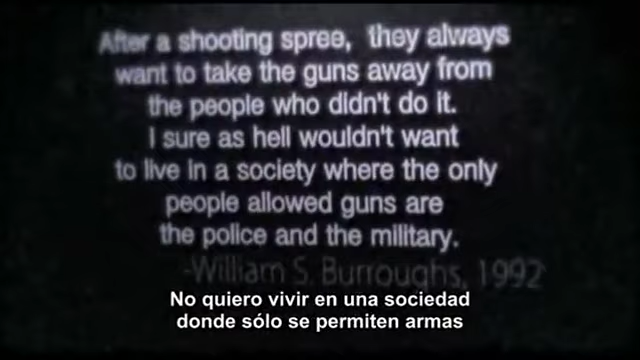 After a shooting spree, they always
want to take the guns away from
the people who didn't do it.
I sure as hell wouldn't want
to live in a society where the only
people allowed guns are
the police and the military.
-William S. Burroughs, 1992
No quiero vivir en una sociedad
donde sólo se permiten armas